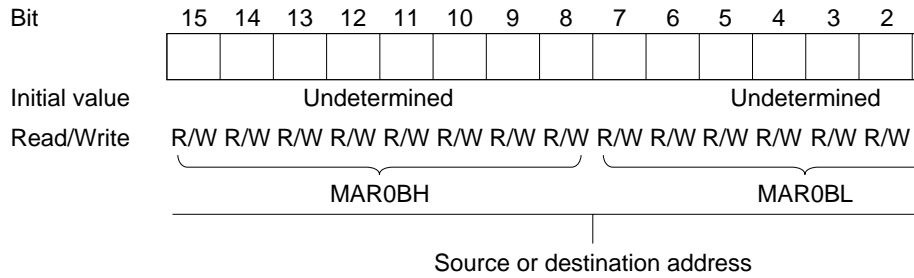 Bit 15 14 13 12 11 10 9 8 7 6 5 4 3 2
Initial value Undetermined Undetermined
Read/Write R/W R/W R/W R/W R/W R/W R/W R/W R/W R/W R/W R/W R/W R/W
MAR0BH MAR0BL
Source or destination address